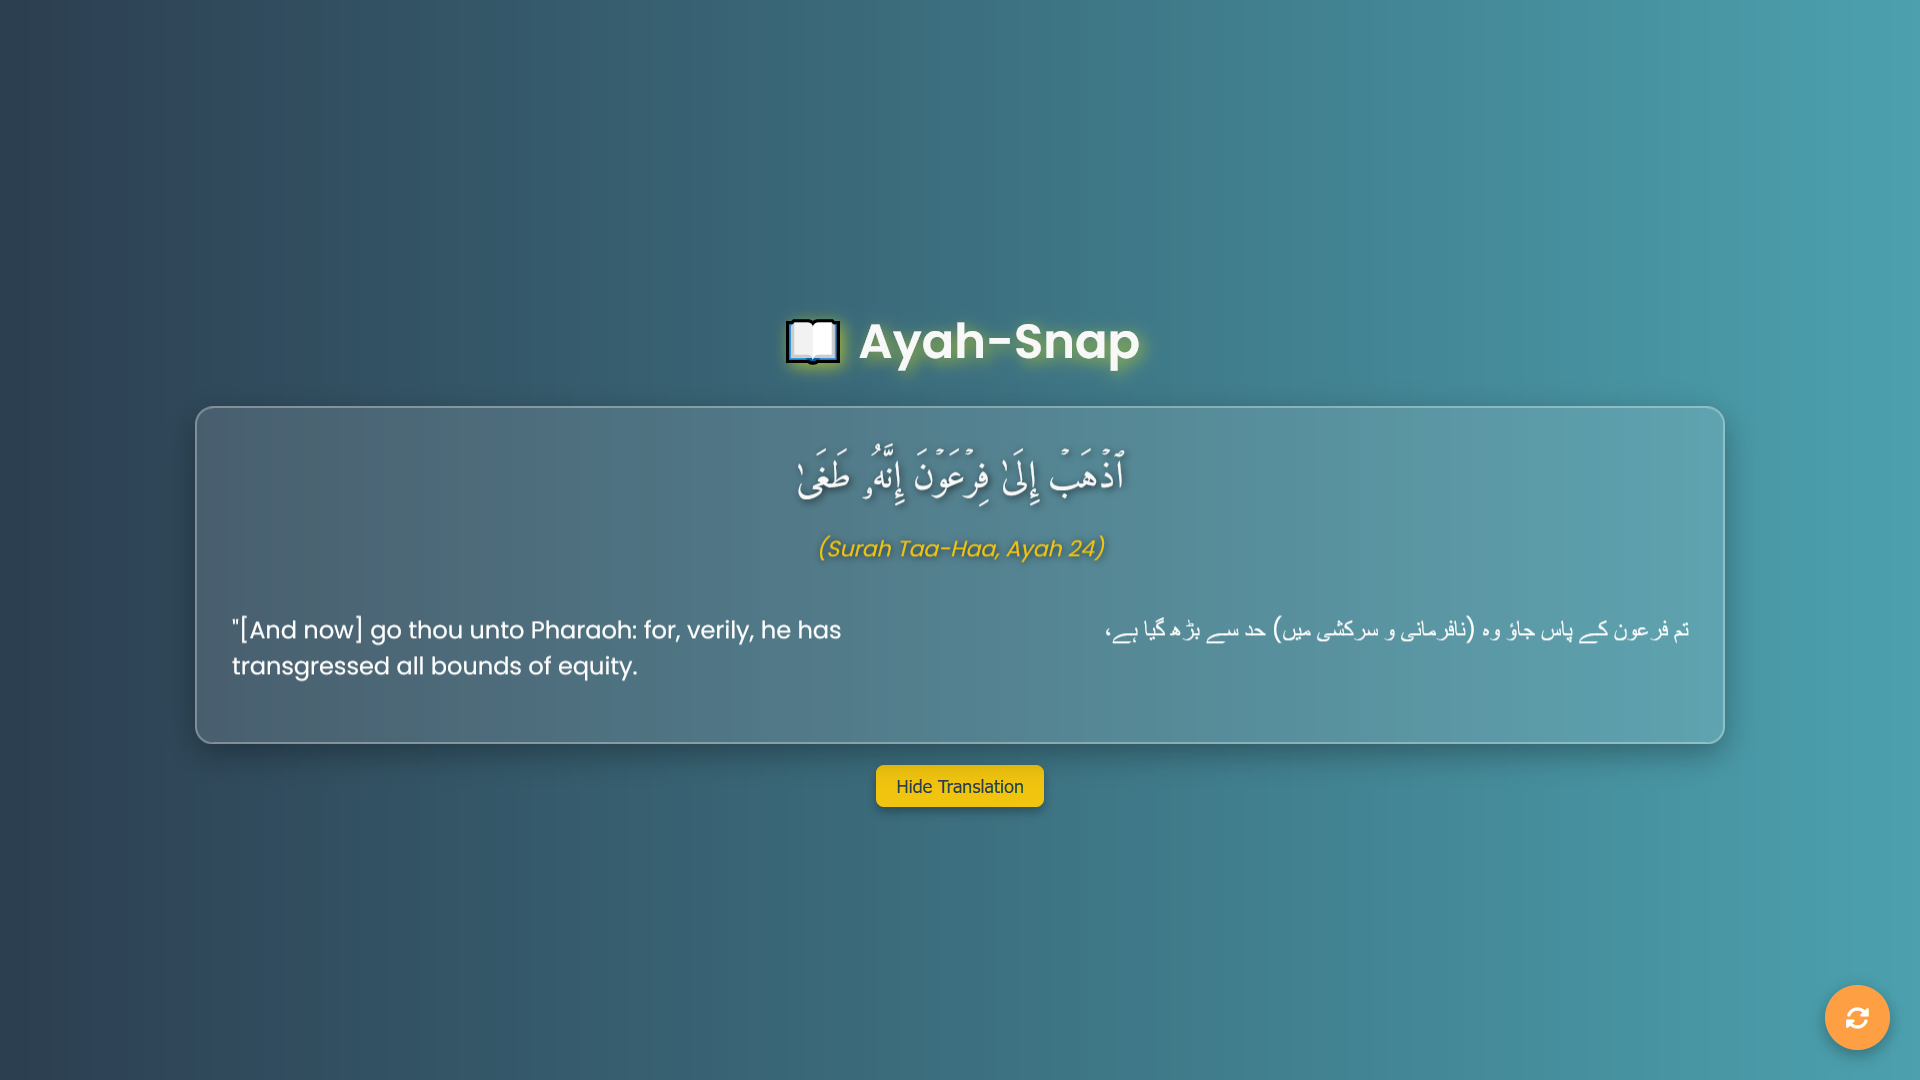 📖 Ayah-Snap
ٱذْهَبْ إِلَىٰ فِرْعَوْنَ إِنَّهُۥ طَغَىٰ
(Surah Taa-Haa, Ayah 24)
"[And now] go thou unto Pharaoh: for, verily, he has
transgressed all bounds of equity.
تم فرعون کے پاس جاؤ وہ (نافرمانی و سرکشی میں) حد سے بڑھ گیا ہے،
Hide Translation